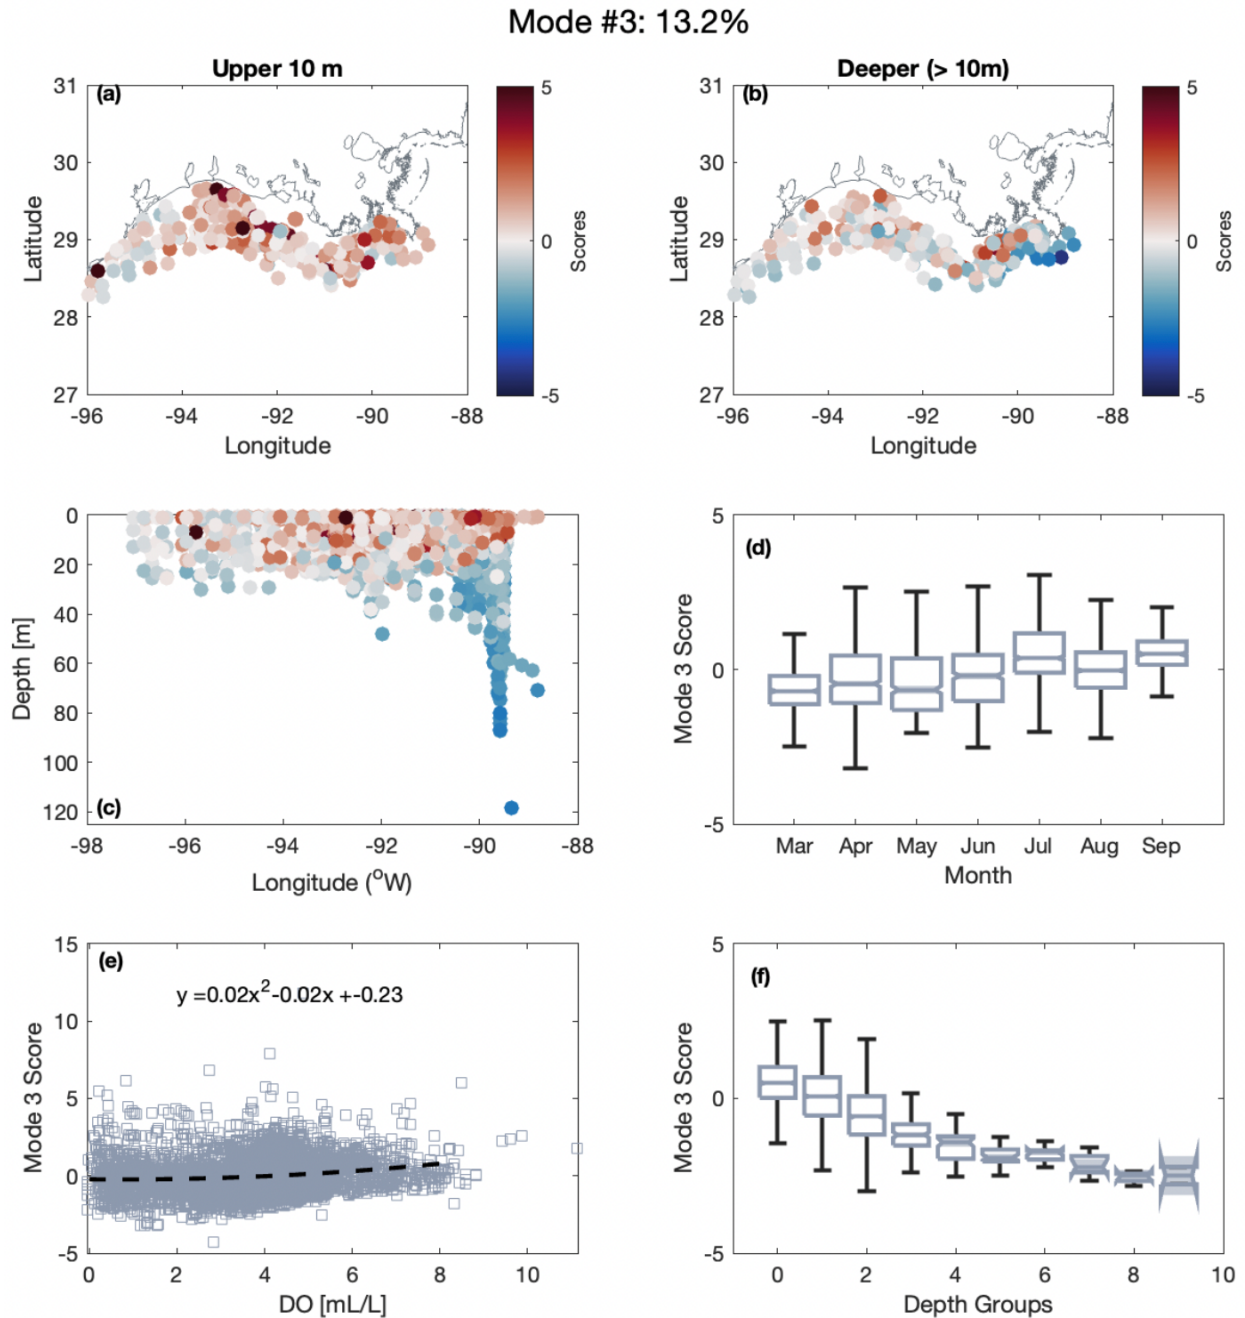 Mode #3: 13.2%
Upper 10 m
Deeper (> 10m)
(a)
(b)
31
30
29
28
27
-96
-94
-92
-90
-88
Latitude
Longitude
5
0
-5
Scores
31
30
29
28
27
-96
-94
-92
-90
-88
Latitude
Longitude
5
0
-5
Scores
0
20
40
60
80
100
120
(c)
-98
-96
-94
-92
-90
-88
Depth [m]
Longitude (°W)
5
0
-5
(d)
Mar Apr May Jun Jul Aug Sep
Mode 3 Score
Month
15
10
5
0
-5
(e)
y =0.02x²-0.02x +-0.23
0
2
4
6
8
10
Mode 3 Score
DO [mL/L]
5
0
-5
(f)
0
2
4
6
8
10
Mode 3 Score
Depth Groups